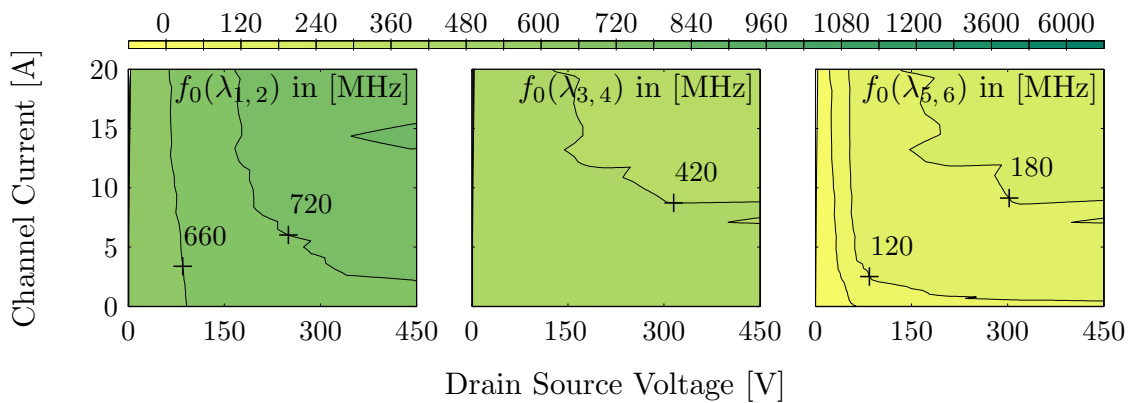 0 120 240 400 480 600 720 840 960 1080 1200 3600 6000
Channel Current [A]
20
15
10
5
0
f₀(λ₁,₂) in [MHz]
720
660
0 150 300 450
f₀(λ₃,₄) in [MHz]
420
150 300 450
f₀(λ₅,₆) in [MHz]
180
120
0 150 300 450
Drain Source Voltage [V]